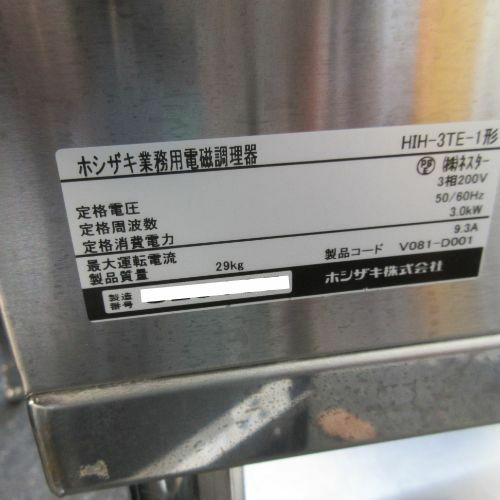 ホシザキ業務用電磁調理器 HIH-3TE-1形
PS ㈱ネスター
定格電圧 3相200V
定格周波数 50/60Hz
定格消費電力 3.0kW
最大運転電流 9.3A
製品質量 29kg 製品コード V081-D001
製造番号 ホシザキ株式会社